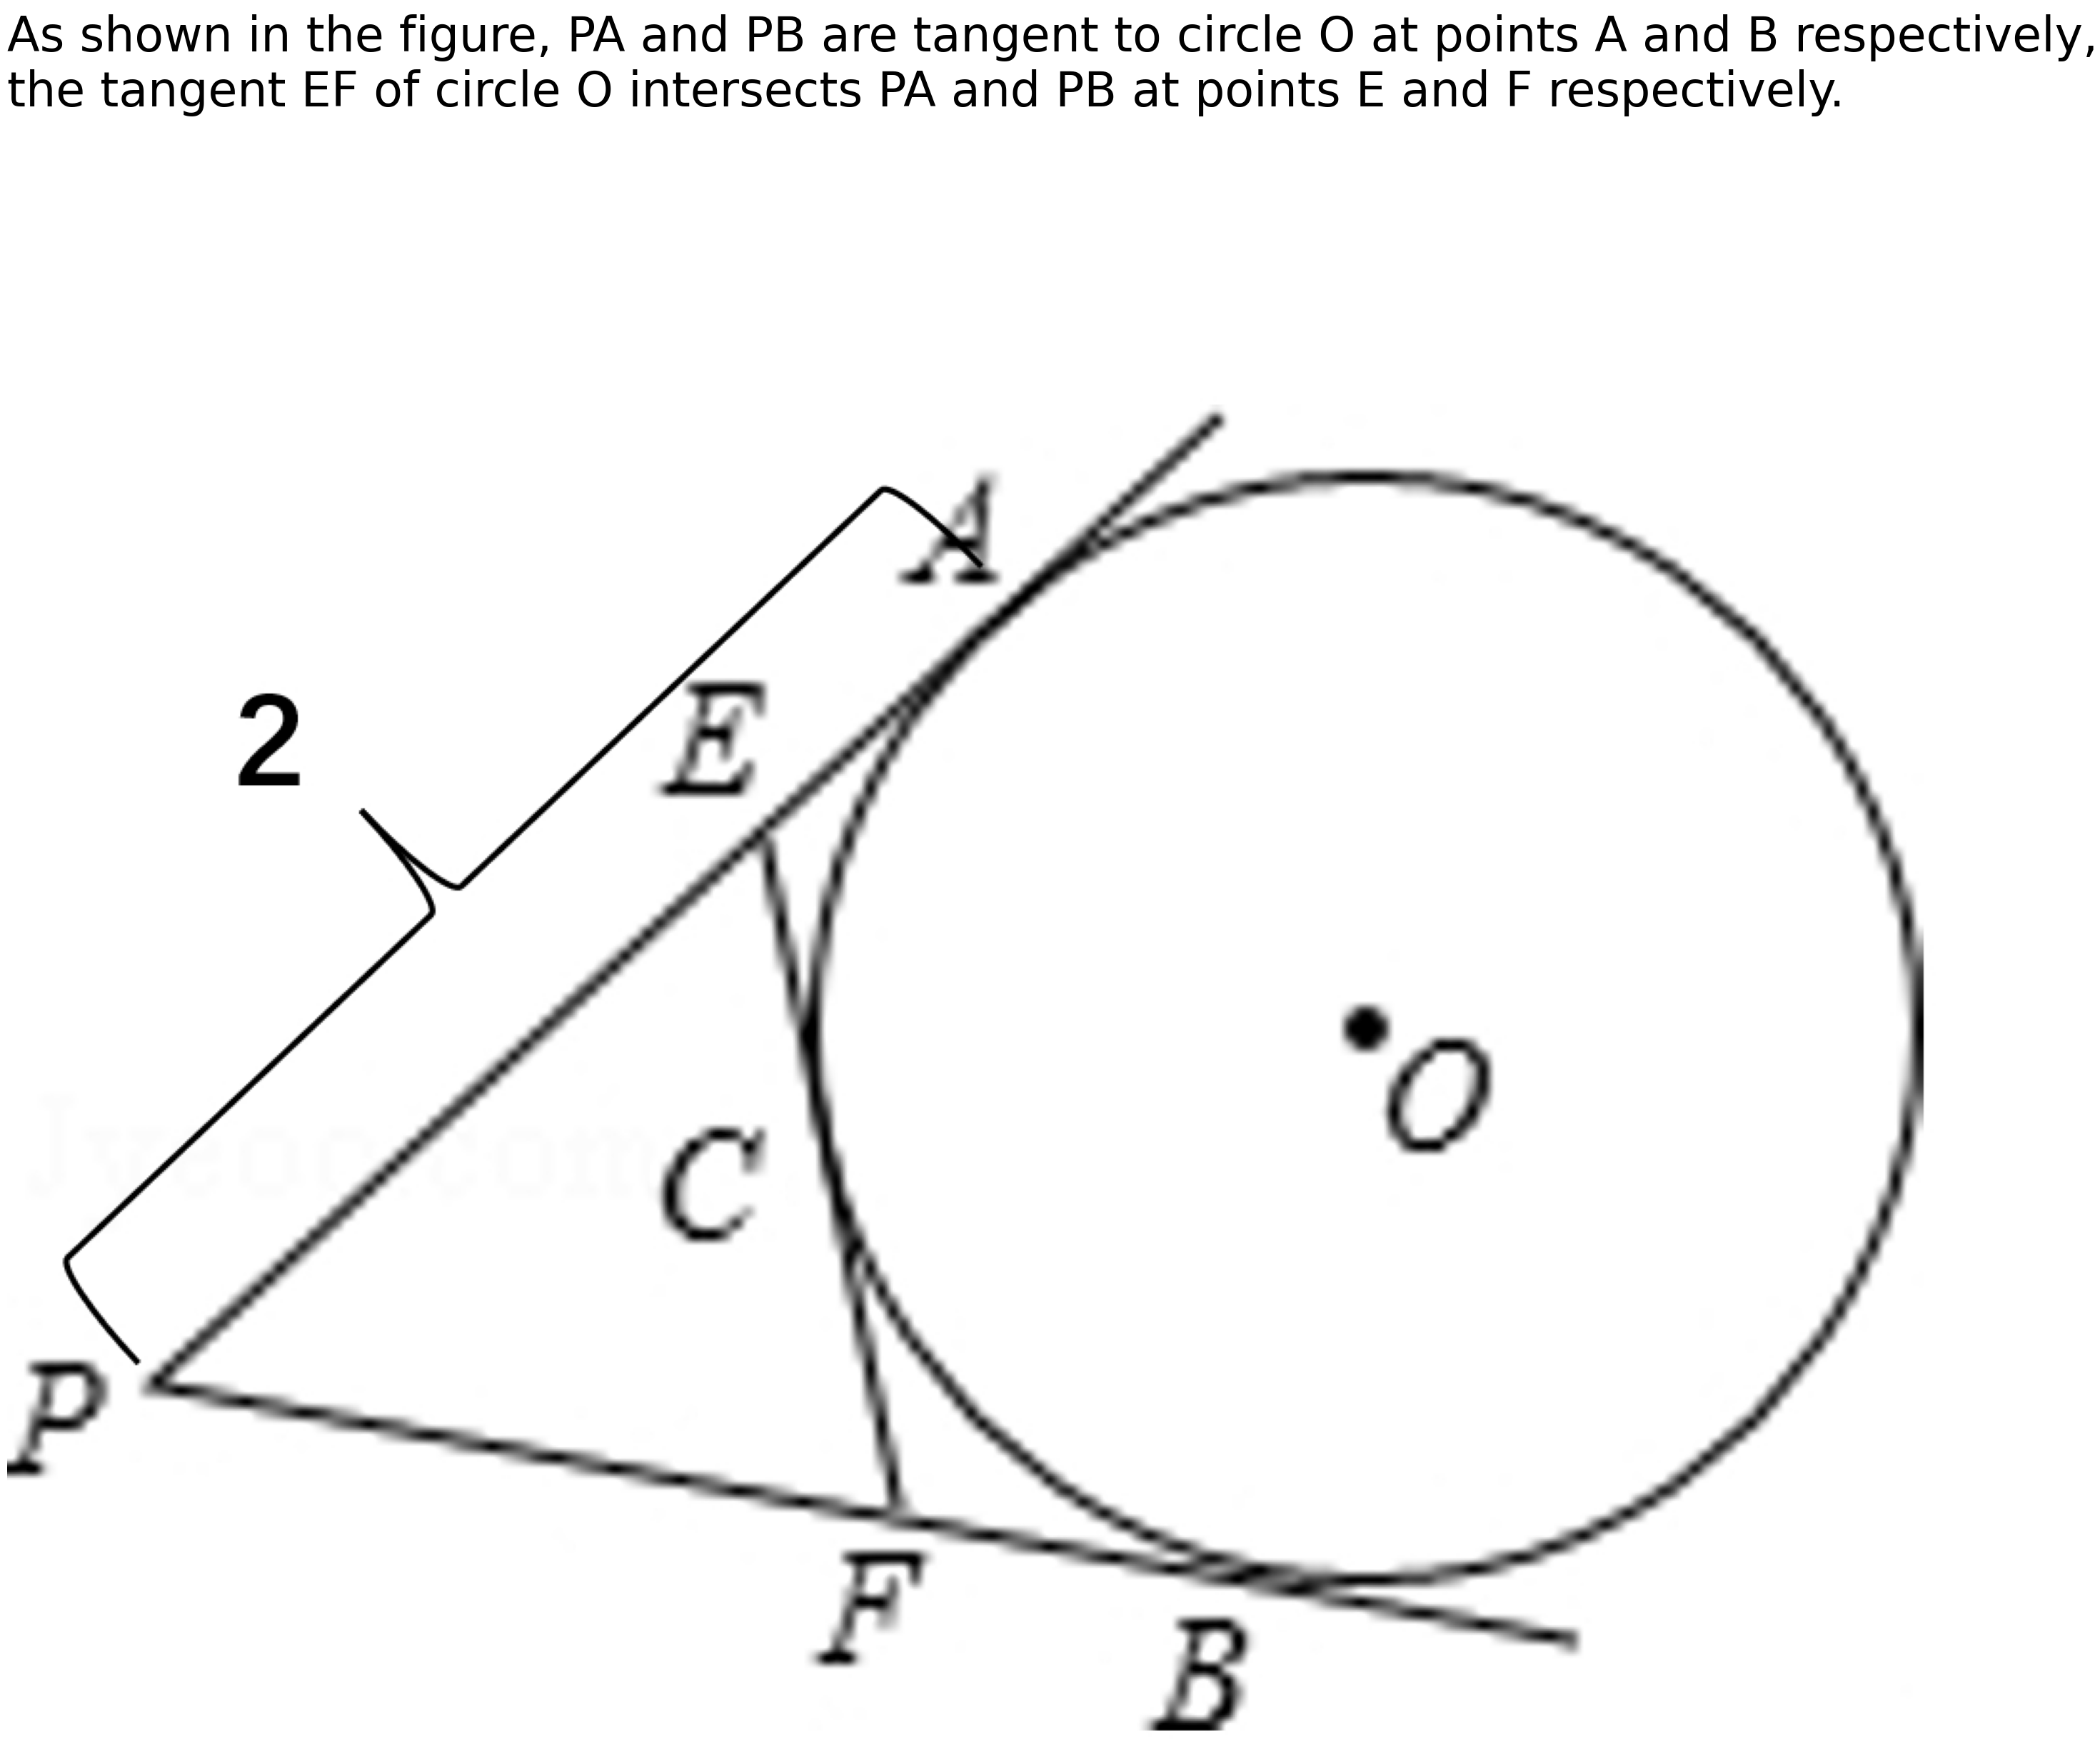 As shown in the figure, PA and PB are tangent to circle O at points A and B respectively,
the tangent EF of circle O intersects PA and PB at points E and F respectively.
A
E
2
O
C
P
F
B